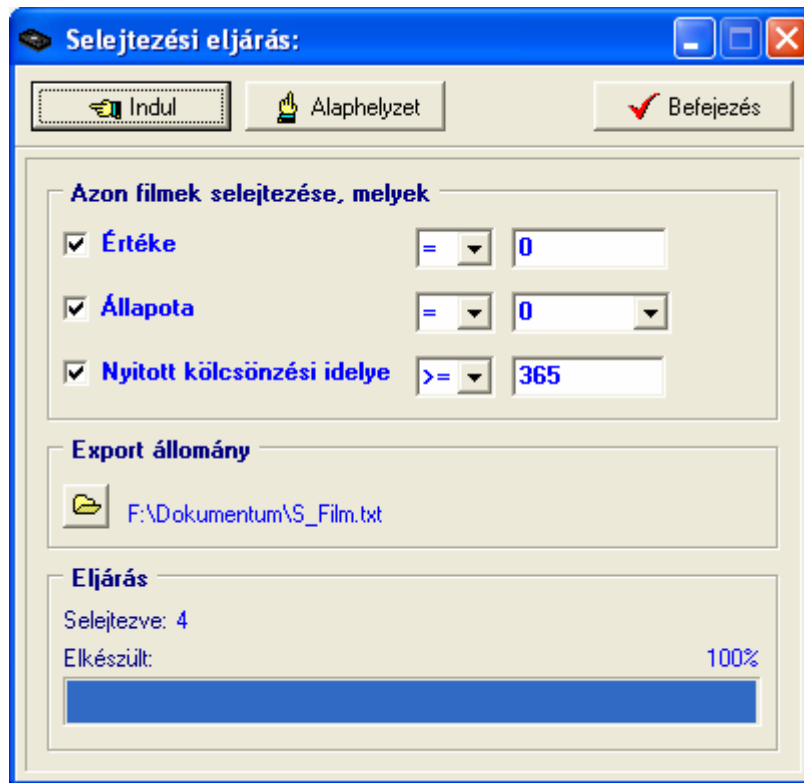 Selejtezési eljárás:
Indul Alaphelyzet Befejezés
Azon filmek selejtezése, melyek
Értéke = 0
Állapota = 0
Nyitott kölcsönzési idelye >= 365
Export állomány
F:\Dokumentum\S_Film.txt
Eljárás
Selejtezve: 4
Elkészült: 100%